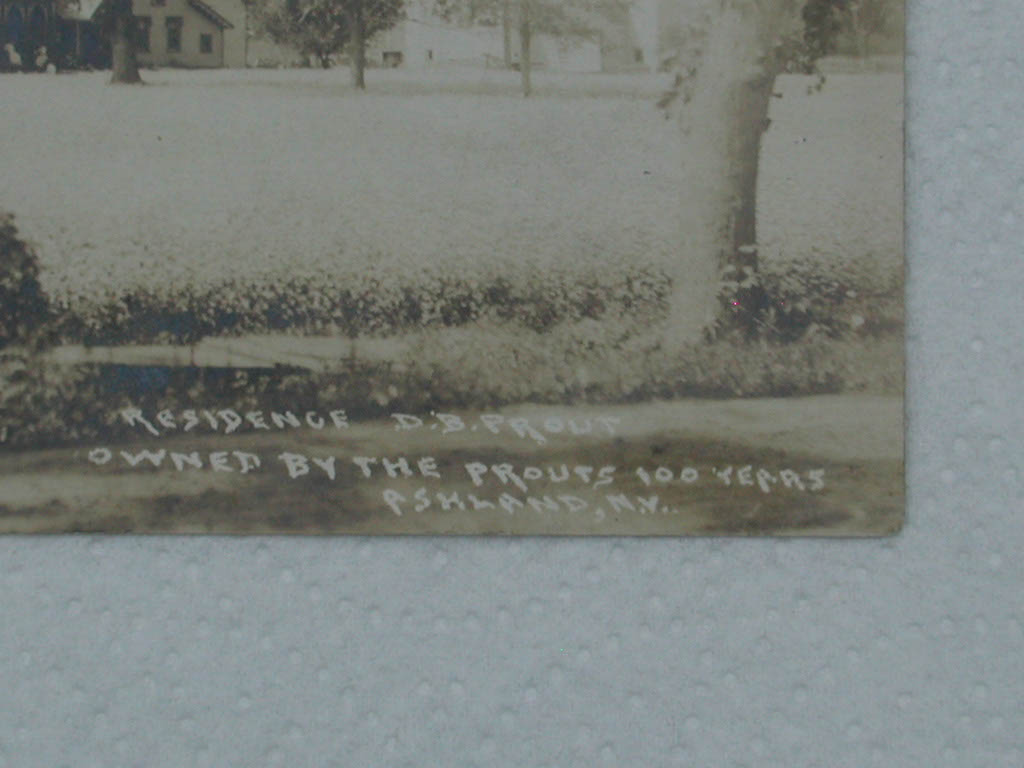 RESIDENCE D.B. PROUT
OWNED BY THE PROUTS 100 YEARS
ASHLAND, N.Y.